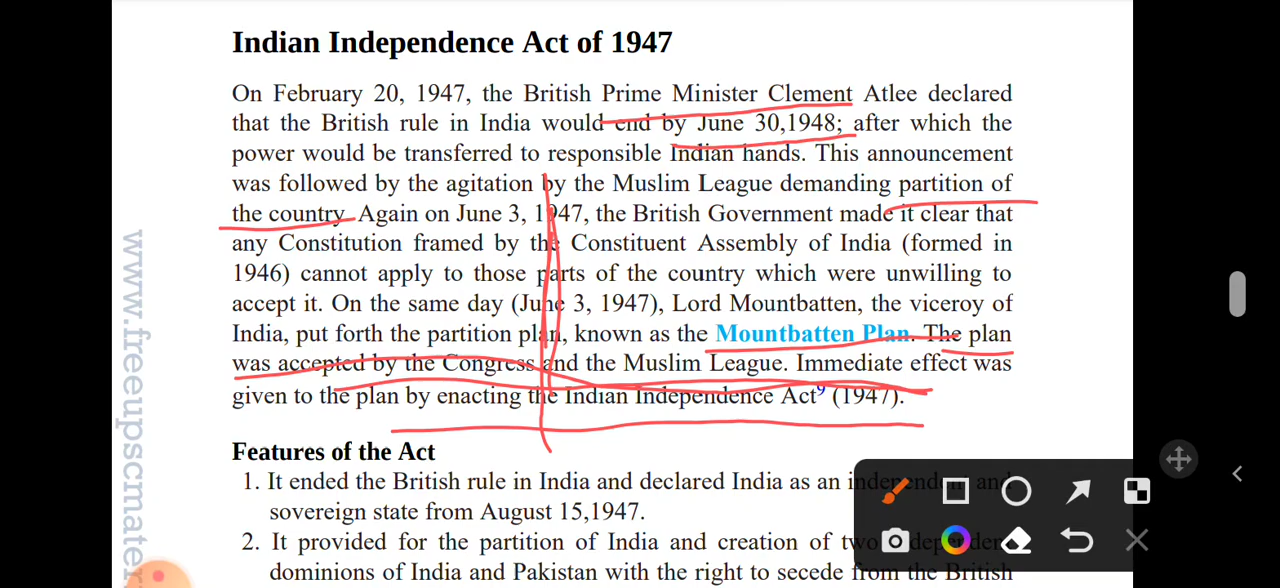 Indian Independence Act of 1947
On February 20, 1947, the British Prime Minister Clement Atlee declared
that the British rule in India would end by June 30,1948; after which the
power would be transferred to responsible Indian hands. This announcement
was followed by the agitation by the Muslim League demanding partition of
the country. Again on June 3, 1947, the British Government made it clear that
any Constitution framed by the Constituent Assembly of India (formed in
1946) cannot apply to those parts of the country which were unwilling to
accept it. On the same day (June 3, 1947), Lord Mountbatten, the viceroy of
India, put forth the partition plan, known as the Mountbatten Plan. The plan
was accepted by the Congress and the Muslim League. Immediate effect was
given to the plan by enacting the Indian Independence Act9 (1947).
Features of the Act
1. It ended the British rule in India and declared India as an independent and
sovereign state from August 15,1947.
2. It provided for the partition of India and creation of two independent
dominions of India and Pakistan with the right to secede from the British
www.freeupscmater